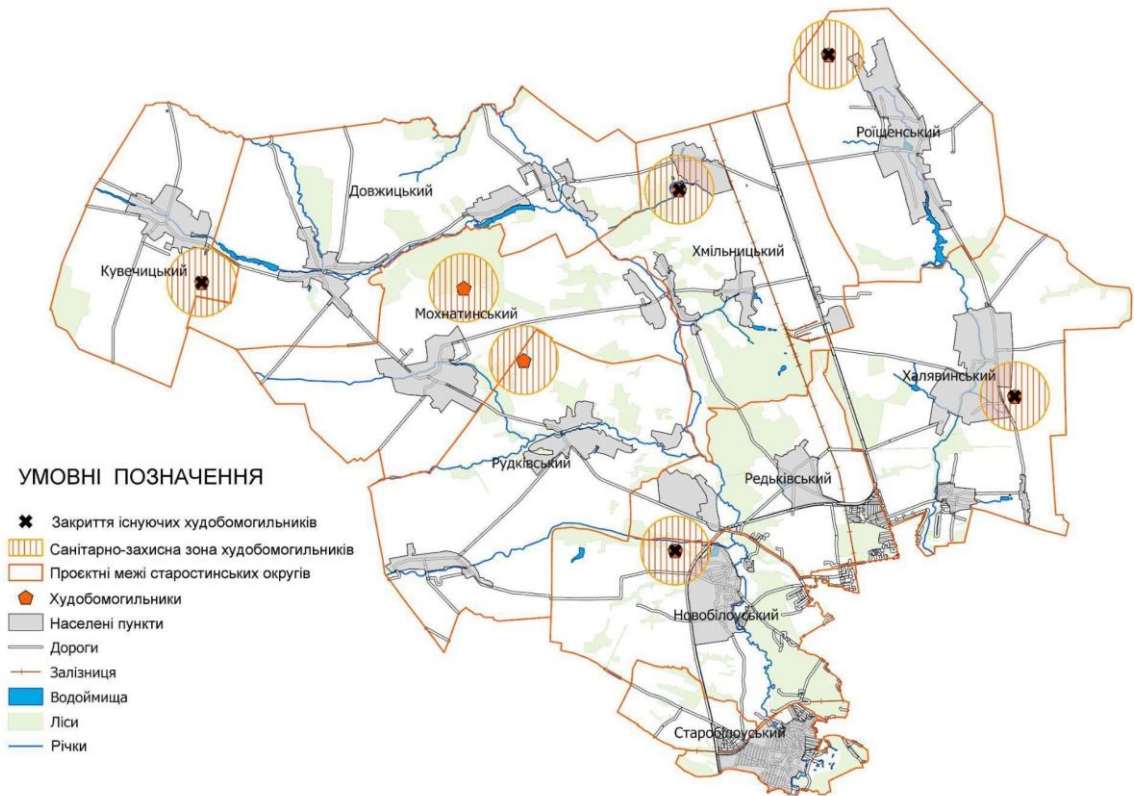 Роїщенський
Довжицький
Хмільницький
Кувечицький
Мохнатинський
Халявинський
Рудківський
Редьківський
Новобілоуський
Старобілоуський
УМОВНІ ПОЗНАЧЕННЯ
Закриття існуючих худобомогильників
Санітарно-захисна зона худобомогильників
Проєктні межі старостинських округів
Худобомогильники
Населені пункти
Дороги
Залізниця
Водоймища
Ліси
Річки